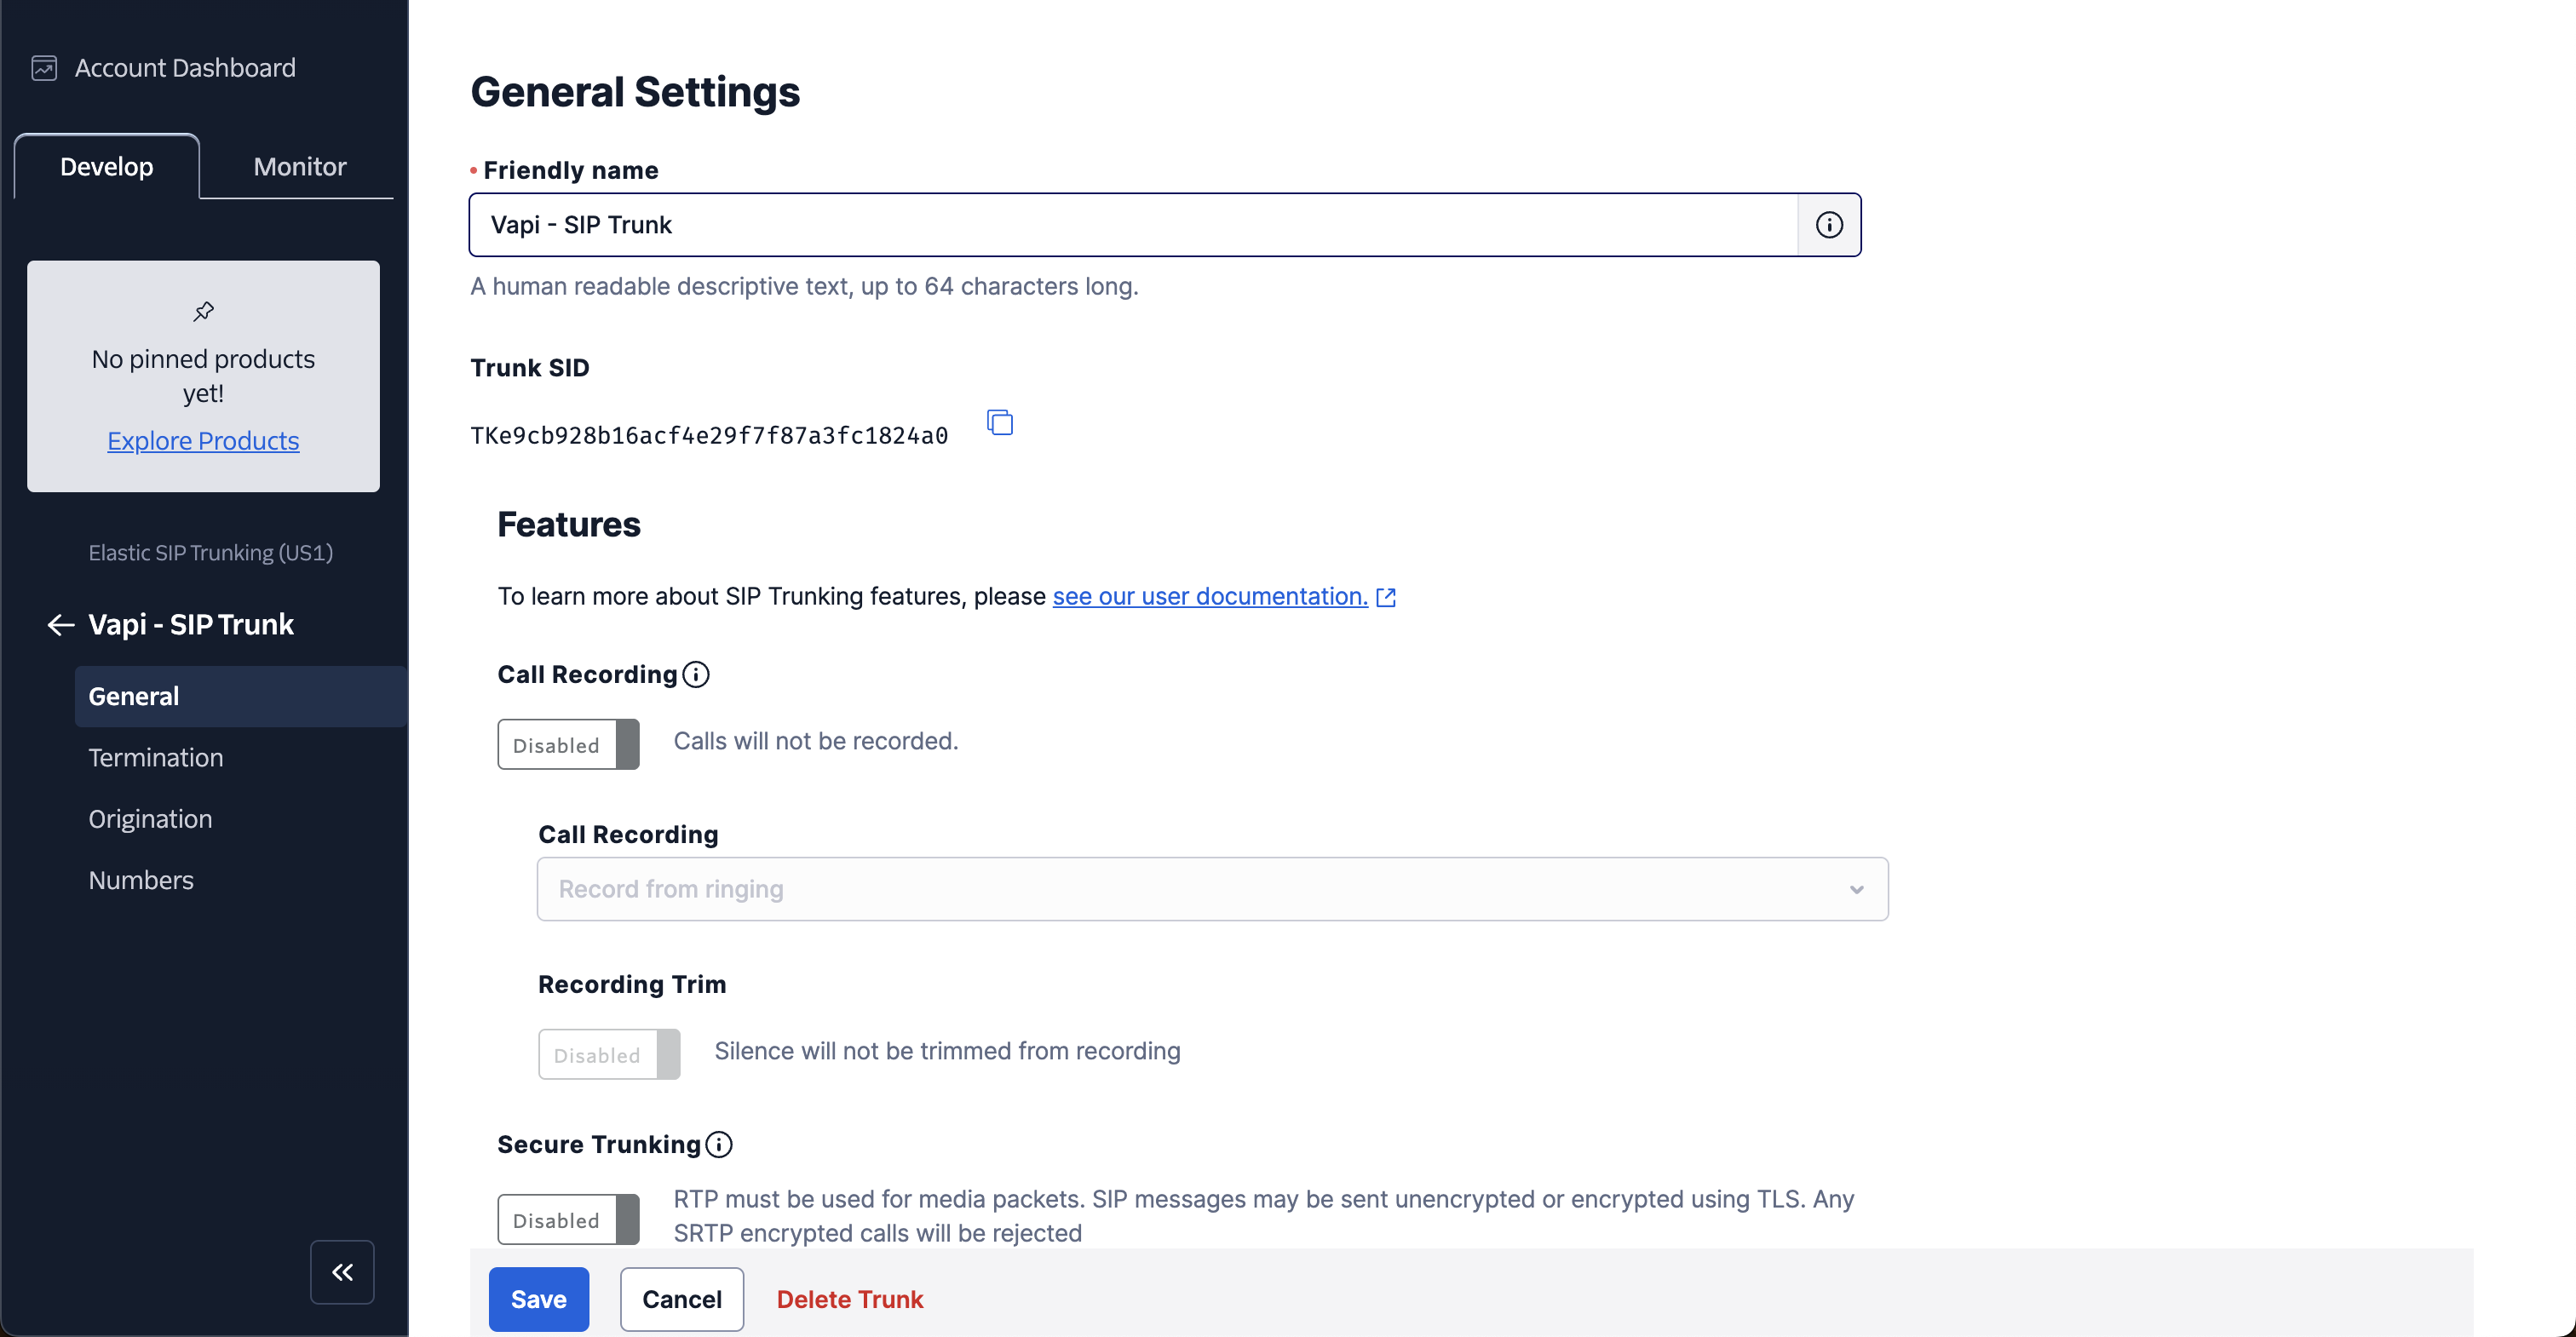 Account Dashboard
Develop
Monitor
No pinned products
yet!
Explore Products
Elastic SIP Trunking (US1)
Vapi - SIP Trunk
General
Termination
Origination
Numbers
General Settings
Friendly name
Vapi - SIP Trunk
A human readable descriptive text, up to 64 characters long.
Trunk SID
TKe9cb928b16acf4e29f7f87a3fc1824a0
Features
To learn more about SIP Trunking features, please see our user documentation.
Call Recording
Disabled
Calls will not be recorded.
Call Recording
Record from ringing
Recording Trim
Disabled
Silence will not be trimmed from recording
Secure Trunking
Disabled
RTP must be used for media packets. SIP messages may be sent unencrypted or encrypted using TLS. Any
SRTP encrypted calls will be rejected
Save
Cancel
Delete Trunk